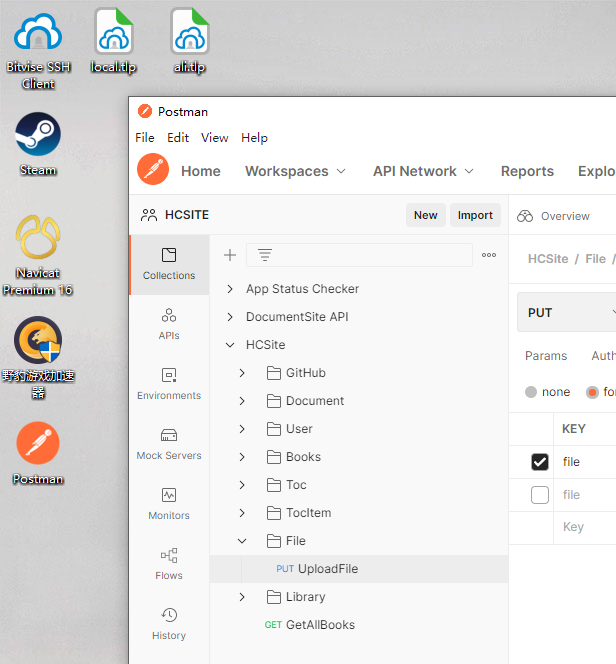 Bitvise SSH
Client
local.tlp
ali.tlp
Steam
Navicat
Premium 16
野豹游戏加速
器
Postman
Postman
File Edit View Help
Home Workspaces API Network Reports Explo
HCSITE New Import Overview
Collections
APIs
Environments
Mock Servers
Monitors
Flows
History
App Status Checker
DocumentSite API
HCSite
GitHub
Document
User
Books
Toc
TocItem
File
PUT UploadFile
Library
GET GetAllBooks
HCSite / File /
PUT
Params Auth
none for
KEY
file
file
Key